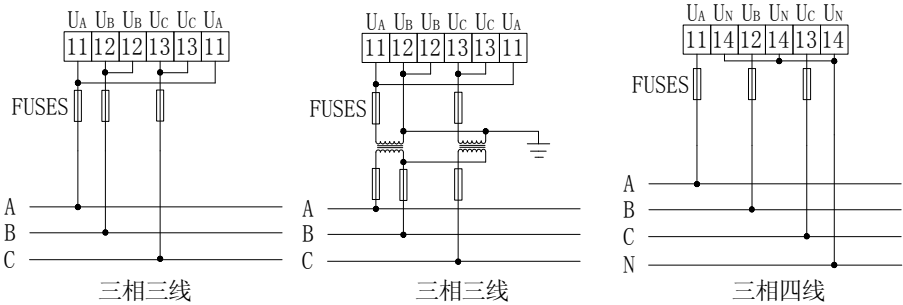 UA UB UB UC UC UA
11 12 12 13 13 11
FUSES
A
B
C
三相三线
UA UB UB UC UC UA
11 12 12 13 13 11
FUSES
A
B
C
三相三线
UA UN UB UN UC UN
11 14 12 14 13 14
FUSES
A
B
C
N
三相四线